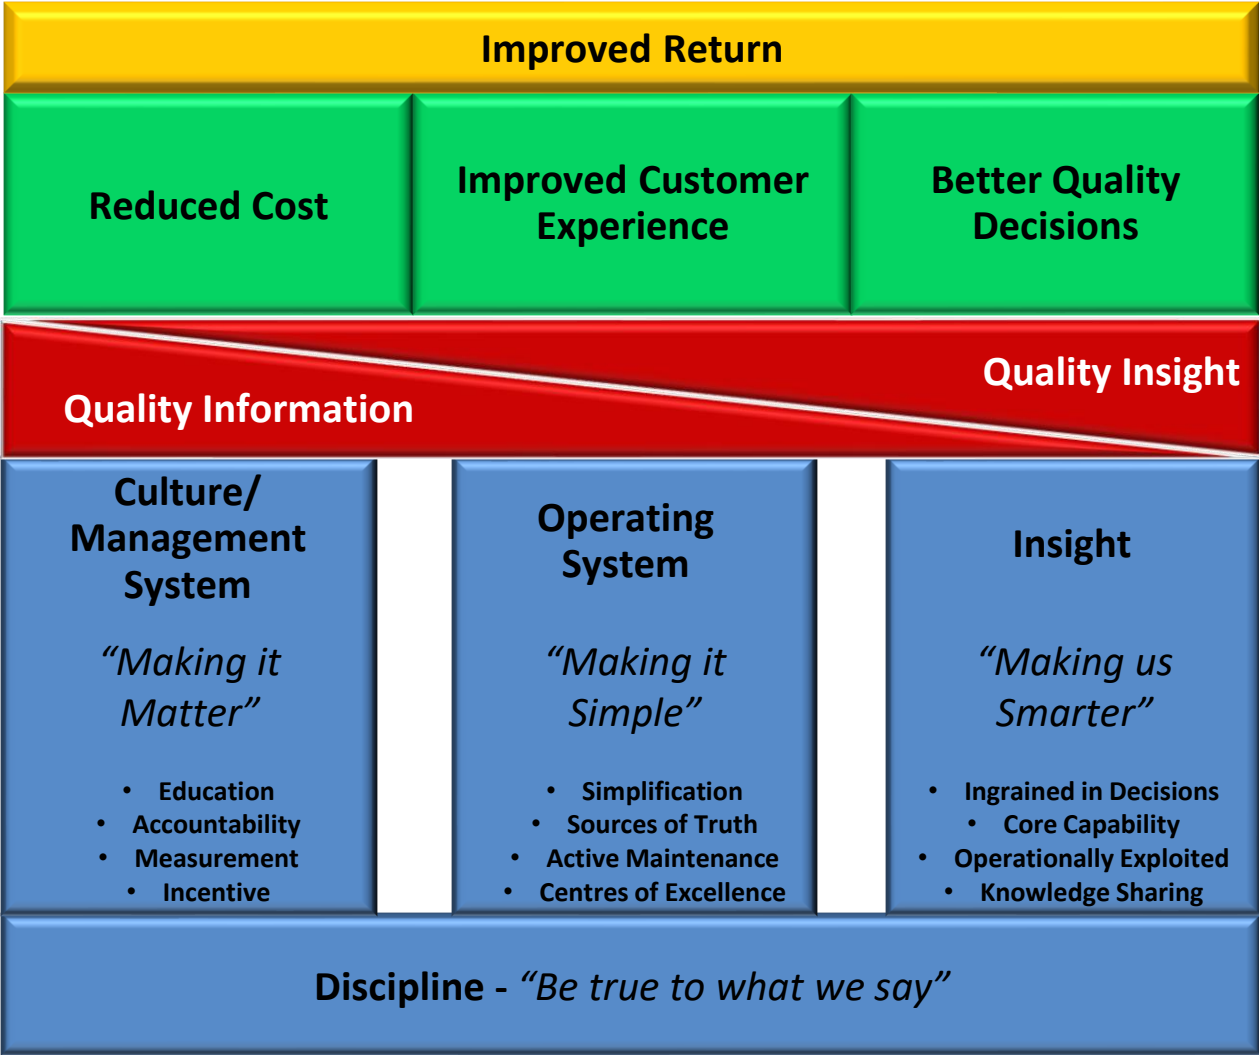 Improved Return
Reduced Cost
Improved Customer
Experience
Better Quality
Decisions
Quality Insight
Quality Information
Culture/
Management
System
“Making it
Matter”
• Education
• Accountability
• Measurement
• Incentive
Operating
System
“Making it
Simple”
• Simplification
• Sources of Truth
• Active Maintenance
• Centres of Excellence
Insight
“Making us
Smarter”
• Ingrained in Decisions
• Core Capability
• Operationally Exploited
• Knowledge Sharing
Discipline - “Be true to what we say”